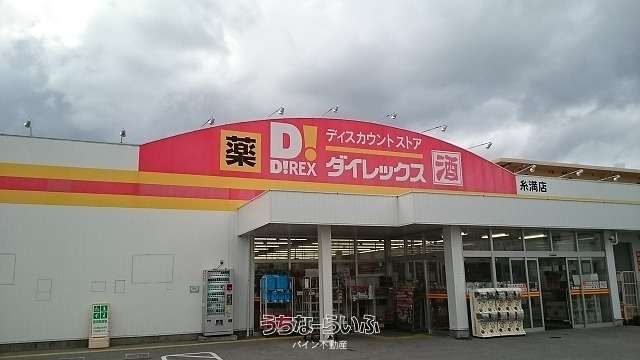 薬
D!
D!REX
ディスカウントストア
ダイレックス
酒
糸満店
うちなーらいふ
パイン不動産